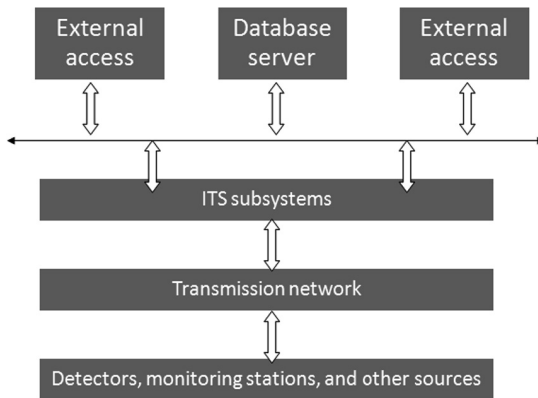 External
access
Database
server
External
access
ITS subsystems
Transmission network
Detectors, monitoring stations, and other sources